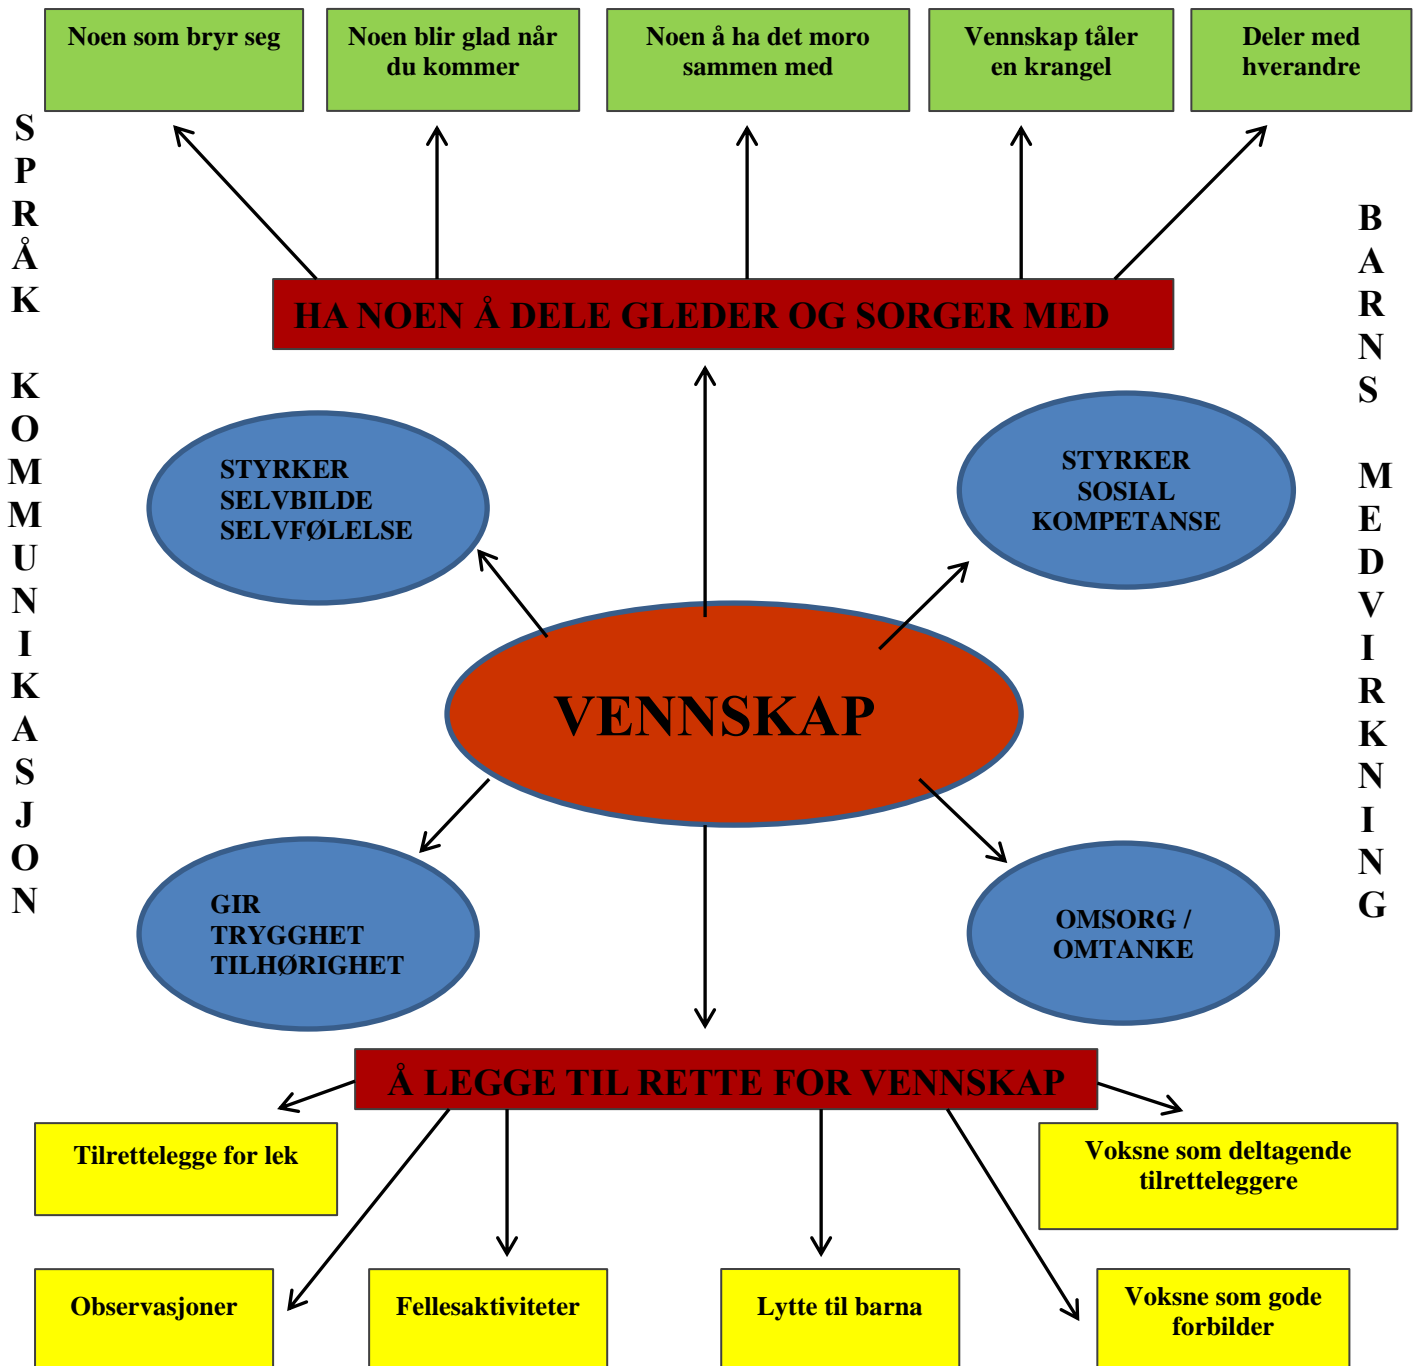 Noen som bryr seg
Noen blir glad når
du kommer
Noen å ha det moro
sammen med
Vennskap tåler
en krangel
Deler med
hverandre
SPRÅK KOMMUNIKASJON
BARNS MEDVIRKNING
HA NOEN Å DELE GLEDER OG SORGER MED
STYRKER
SELVBILDE
SELVFØLELSE
STYRKER
SOSIAL
KOMPETANSE
VENNSKAP
GIR
TRYGGHET
TILHØRIGHET
OMSORG /
OMTANKE
Å LEGGE TIL RETTE FOR VENNSKAP
Tilrettelegge for lek
Voksne som deltagende
tilretteleggere
Observasjoner
Fellesaktiviteter
Lytte til barna
Voksne som gode
forbilder